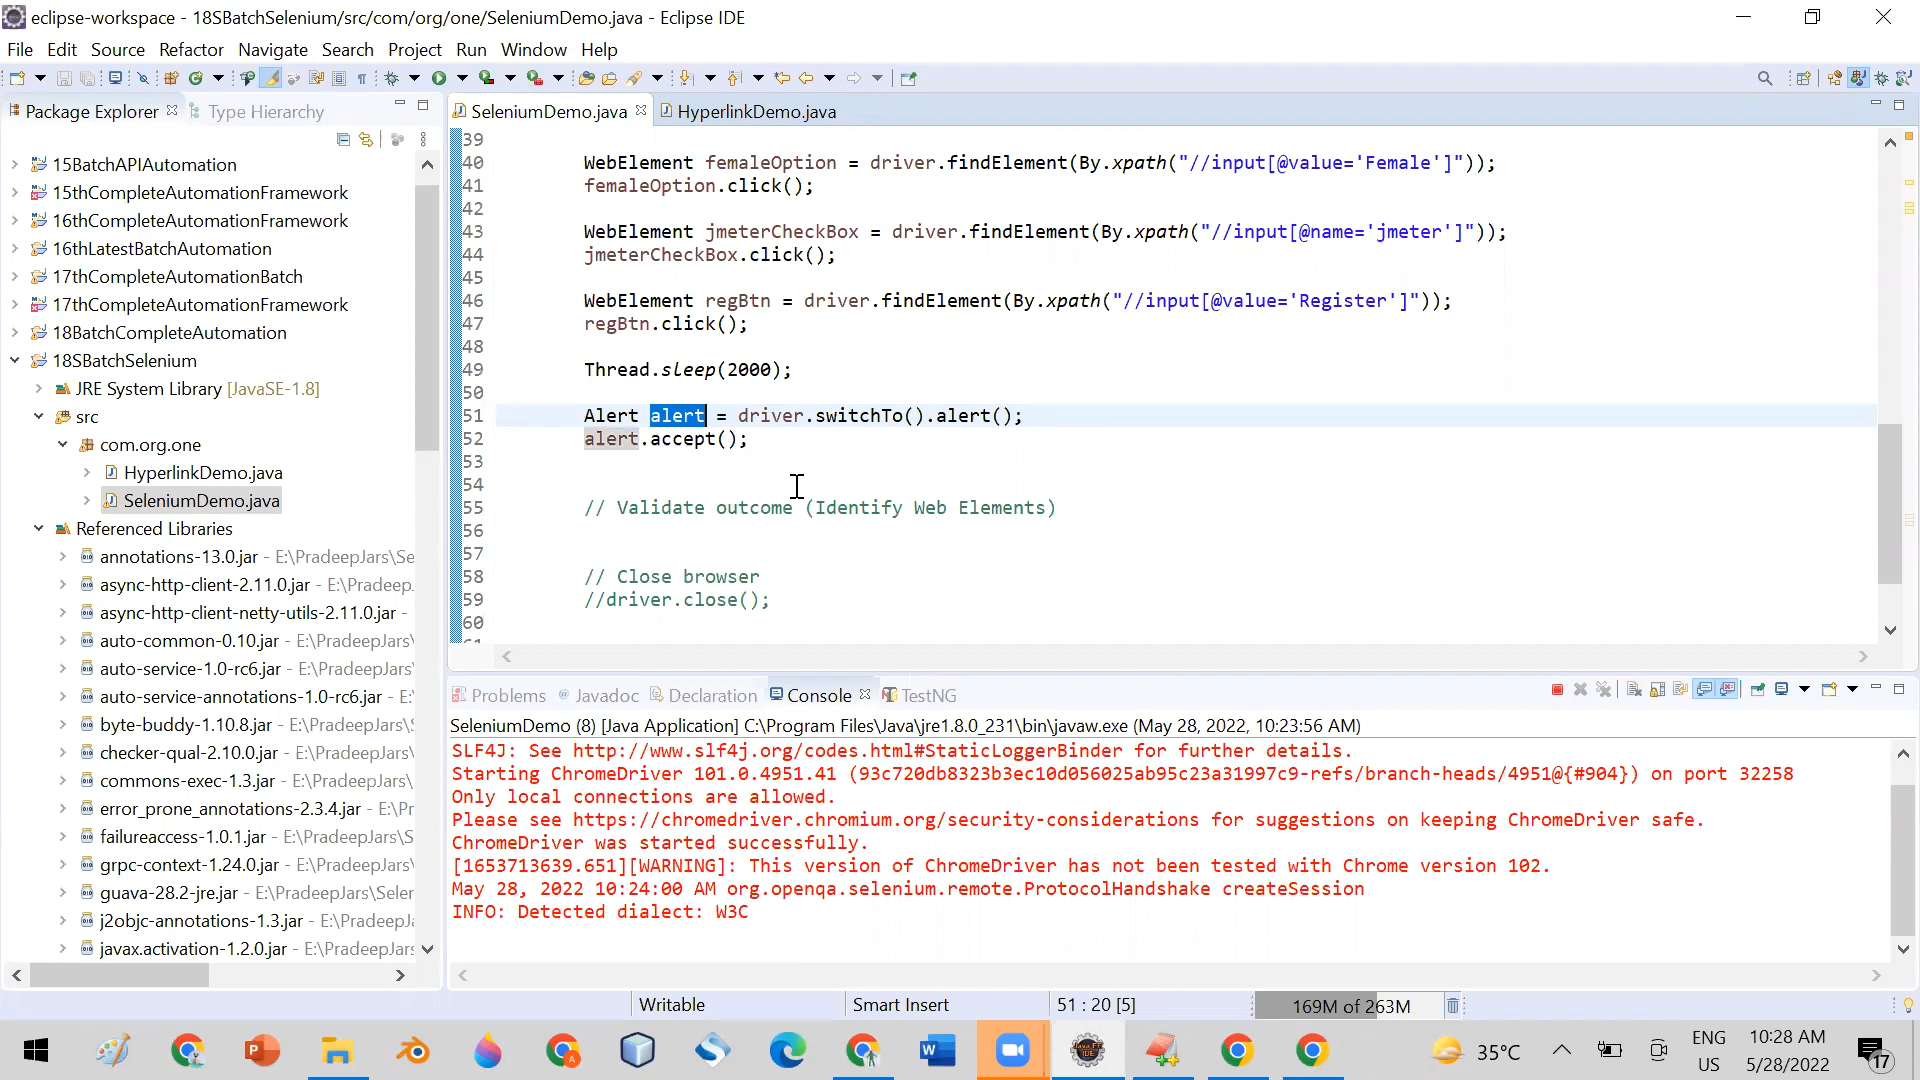 eclipse-workspace - 18SBatchSelenium/src/com/org/one/SeleniumDemo.java - Eclipse IDE
File Edit Source Refactor Navigate Search Project Run Window Help
Package Explorer Type Hierarchy
15BatchAPIAutomation
15thCompleteAutomationFramework
16thCompleteAutomationFramework
16thLatestBatchAutomation
17thCompleteAutomationBatch
17thCompleteAutomationFramework
18BatchCompleteAutomation
18SBatchSelenium
JRE System Library [JavaSE-1.8]
src
com.org.one
HyperlinkDemo.java
SeleniumDemo.java
Referenced Libraries
annotations-13.0.jar - E:\PradeepJars\Se
async-http-client-2.11.0.jar - E:\Pradeep
async-http-client-netty-utils-2.11.0.jar -
auto-common-0.10.jar - E:\PradeepJars\
auto-service-1.0-rc6.jar - E:\PradeepJars\
auto-service-annotations-1.0-rc6.jar - E:
byte-buddy-1.10.8.jar - E:\PradeepJars\S
checker-qual-2.10.0.jar - E:\PradeepJars\
commons-exec-1.3.jar - E:\PradeepJars\
error_prone_annotations-2.3.4.jar - E:\P
failureaccess-1.0.1.jar - E:\PradeepJars\S
grpc-context-1.24.0.jar - E:\PradeepJars\
guava-28.2-jre.jar - E:\PradeepJars\Seler
j2objc-annotations-1.3.jar - E:\PradeepJa
javax.activation-1.2.0.jar - E:\PradeepJars
SeleniumDemo.java HyperlinkDemo.java
39
40 WebElement femaleOption = driver.findElement(By.xpath("//input[@value='Female']"));
41 femaleOption.click();
42
43 WebElement jmeterCheckBox = driver.findElement(By.xpath("//input[@name='jmeter']"));
44 jmeterCheckBox.click();
45
46 WebElement regBtn = driver.findElement(By.xpath("//input[@value='Register']"));
47 regBtn.click();
48
49 Thread.sleep(2000);
50
51 Alert alert = driver.switchTo().alert();
52 alert.accept();
53
54
55 // Validate outcome (Identify Web Elements)
56
57
58 // Close browser
59 //driver.close();
60
Problems @ Javadoc Declaration Console TestNG
SeleniumDemo (8) [Java Application] C:\Program Files\Java\jre1.8.0_231\bin\javaw.exe (May 28, 2022, 10:23:56 AM)
SLF4J: See http://www.slf4j.org/codes.html#StaticLoggerBinder for further details.
Starting ChromeDriver 101.0.4951.41 (93c720db8323b3ec10d056025ab95c23a31997c9-refs/branch-heads/4951@{#904}) on port 32258
Only local connections are allowed.
Please see https://chromedriver.chromium.org/security-considerations for suggestions on keeping ChromeDriver safe.
ChromeDriver was started successfully.
[1653713639.651][WARNING]: This version of ChromeDriver has not been tested with Chrome version 102.
May 28, 2022 10:24:00 AM org.openqa.selenium.remote.ProtocolHandshake createSession
INFO: Detected dialect: W3C
Writable Smart Insert 51 : 20 [5] 169M of 263M
35°C ENG US 10:28 AM 5/28/2022 17